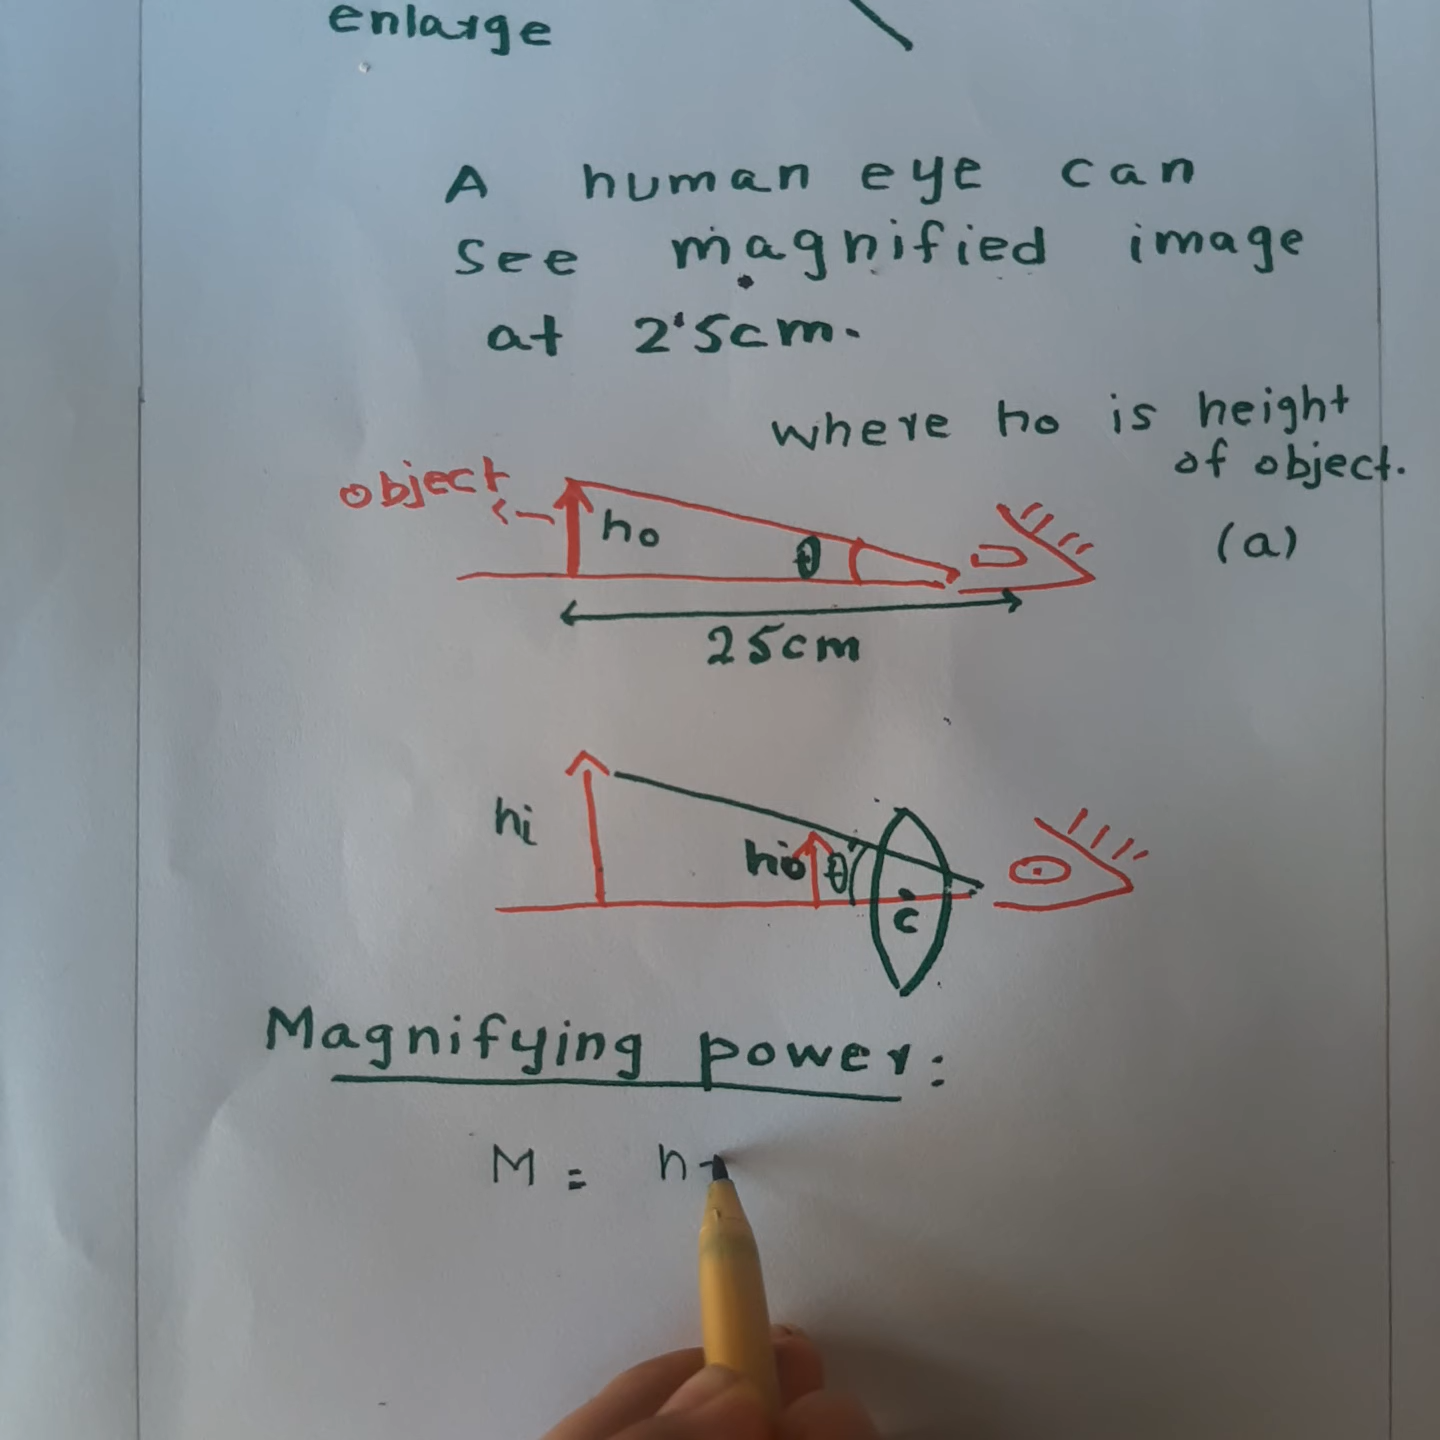 enlarge
A human eye can
see magnified image
at 2'5cm.
where ho is height
of object.
object
ho
θ
(a)
25cm
hi
ho
θ'
c
Magnifying power:
M = h